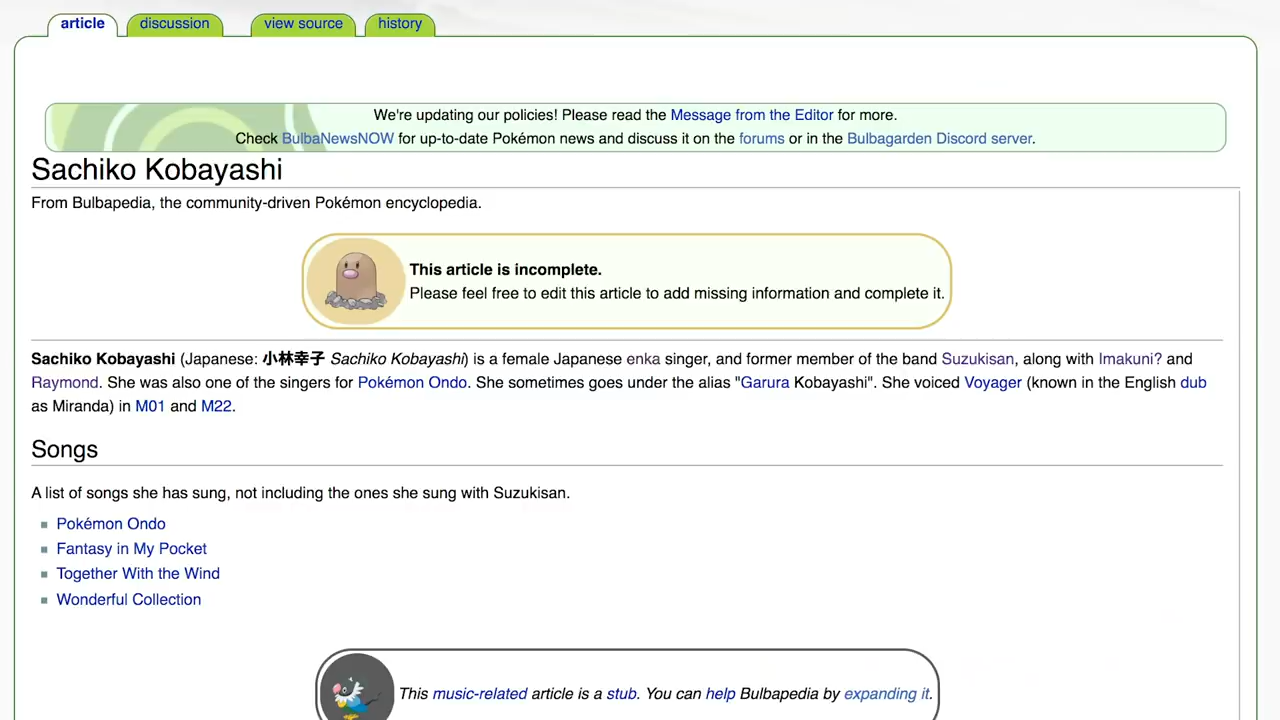 article
discussion
view source
history
We're updating our policies! Please read the Message from the Editor for more.
Check BulbaNewsNOW for up-to-date Pokémon news and discuss it on the forums or in the Bulbagarden Discord server.
Sachiko Kobayashi
From Bulbapedia, the community-driven Pokémon encyclopedia.
This article is incomplete.
Please feel free to edit this article to add missing information and complete it.
Sachiko Kobayashi (Japanese: 小林幸子 Sachiko Kobayashi) is a female Japanese enka singer, and former member of the band Suzukisan, along with Imakuni? and
Raymond. She was also one of the singers for Pokémon Ondo. She sometimes goes under the alias "Garura Kobayashi". She voiced Voyager (known in the English dub
as Miranda) in M01 and M22.
Songs
A list of songs she has sung, not including the ones she sung with Suzukisan.
Pokémon Ondo
Fantasy in My Pocket
Together With the Wind
Wonderful Collection
This music-related article is a stub. You can help Bulbapedia by expanding it.